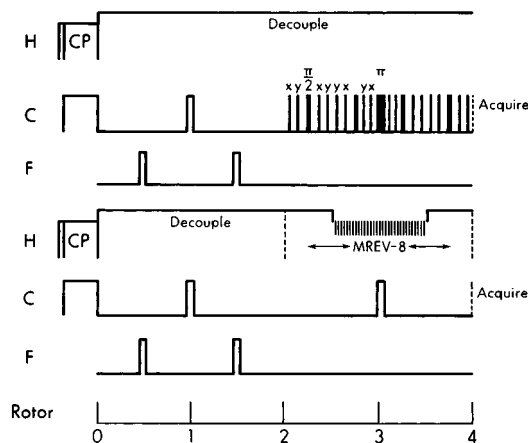 Decouple
H CP
π/2 π
x y x y y x y x
C Acquire
F
Decouple
H CP
MREV-8
C Acquire
F
Rotor
0 1 2 3 4